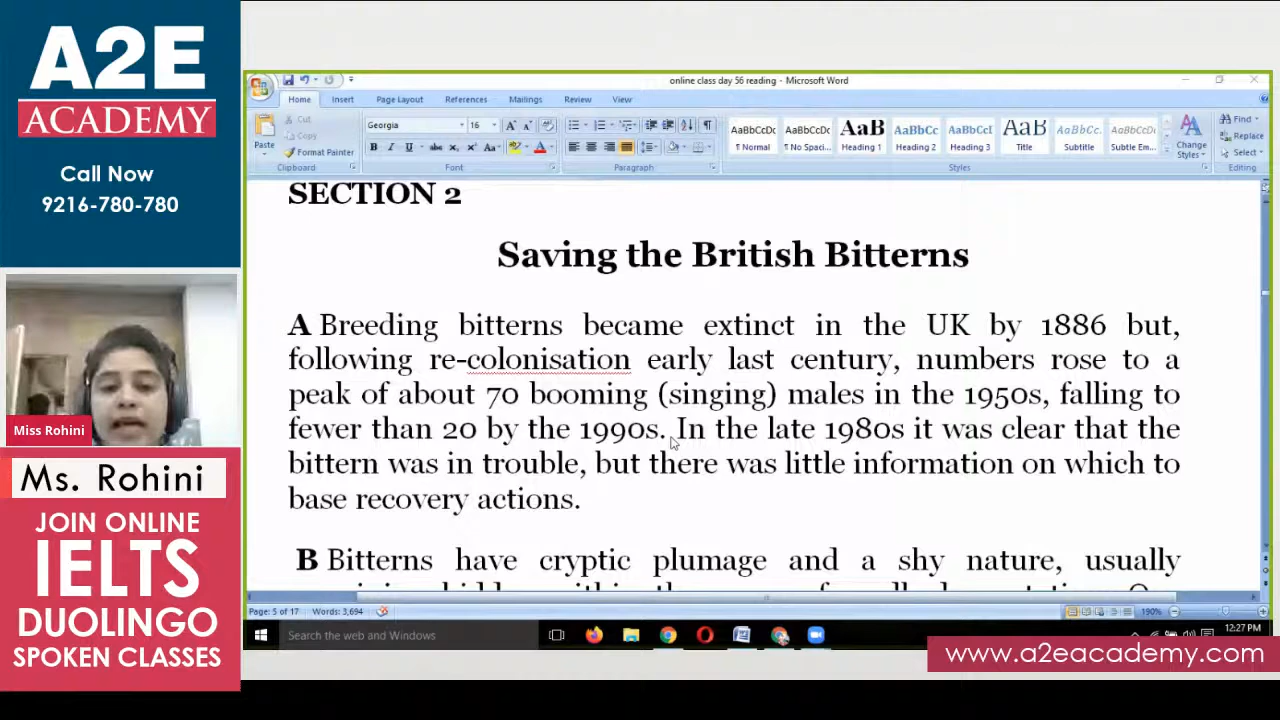 A2E
ACADEMY
Call Now
9216-780-780
Miss Rohini
Ms. Rohini
JOIN ONLINE
IELTS
DUOLINGO
SPOKEN CLASSES
online class day 56 reading - Microsoft Word
Home Insert Page Layout References Mailings Review View
Paste
Cut
Copy
Format Painter
Clipboard
Georgia 16
Font
Paragraph
AaBbCcDc AaBbCcDc AaB AaBbCc AaBbCcI AaB AaBbCc. AaBbCcDc
¶ Normal ¶ No Spaci... Heading 1 Heading 2 Heading 3 Title Subtitle Subtle Em...
Change
Styles
Styles
Find
Replace
Select
Editing
SECTION 2
Saving the British Bitterns
A Breeding bitterns became extinct in the UK by 1886 but,
following re-colonisation early last century, numbers rose to a
peak of about 70 booming (singing) males in the 1950s, falling to
fewer than 20 by the 1990s. In the late 1980s it was clear that the
bittern was in trouble, but there was little information on which to
base recovery actions.
B Bitterns have cryptic plumage and a shy nature, usually
Page: 5 of 17 Words: 3,694
190%
Search the web and Windows
12:27 PM
www.a2eacademy.com